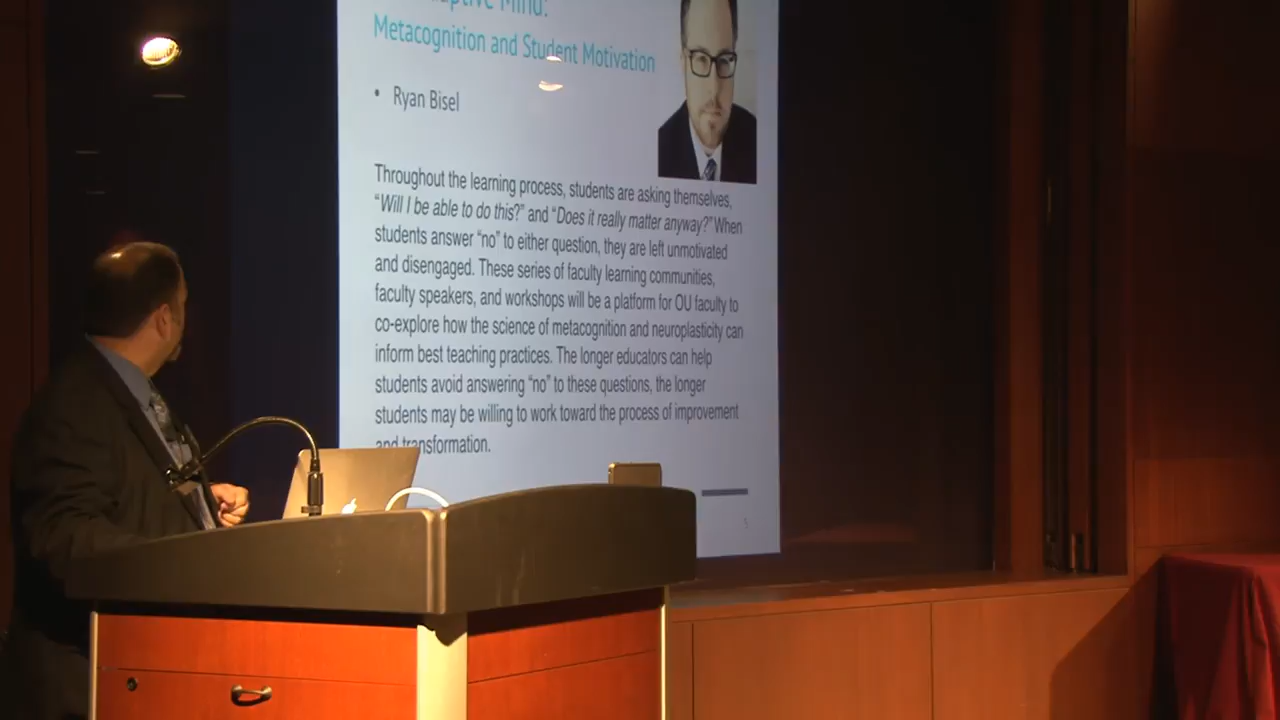 Mind:
Metacognition and Student Motivation
• Ryan Bisel
Throughout the learning process, students are asking themselves,
“Will I be able to do this?” and “Does it really matter anyway?” When
students answer “no” to either question, they are left unmotivated
and disengaged. These series of faculty learning communities,
faculty speakers, and workshops will be a platform for OU faculty to
co-explore how the science of metacognition and neuroplasticity can
inform best teaching practices. The longer educators can help
students avoid answering “no” to these questions, the longer
students may be willing to work toward the process of improvement
and transformation.
5